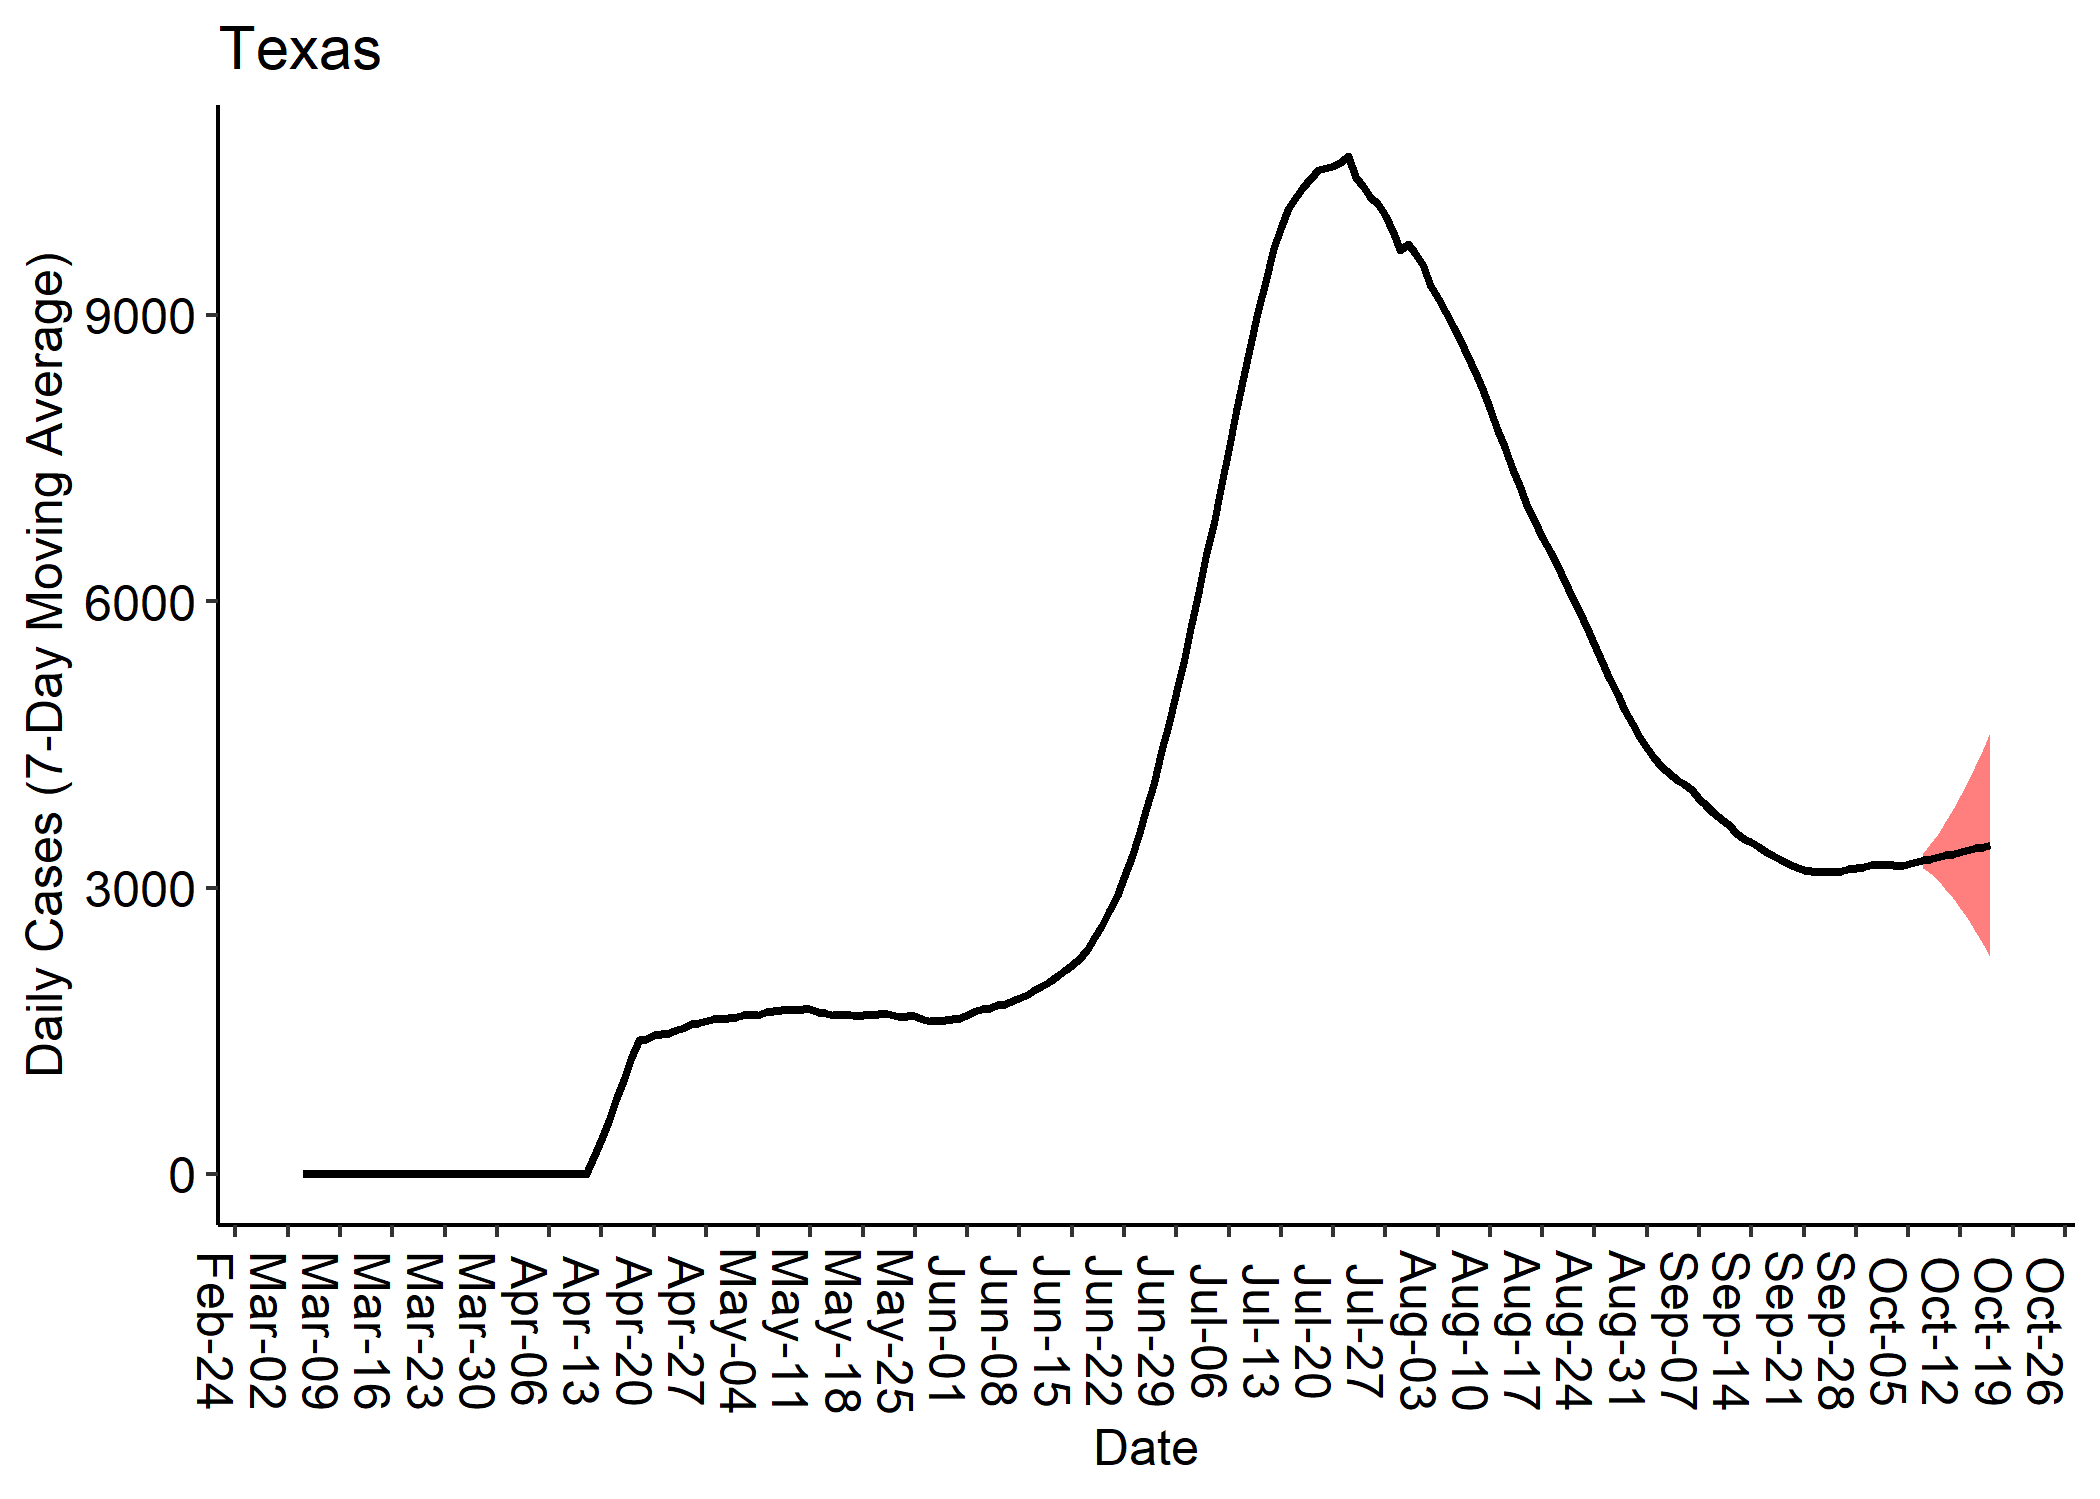 Texas
Daily Cases (7-Day Moving Average)
9000
6000
3000
0
Feb-24
Mar-02
Mar-09
Mar-16
Mar-23
Mar-30
Apr-06
Apr-13
Apr-20
Apr-27
May-04
May-11
May-18
May-25
Jun-01
Jun-08
Jun-15
Jun-22
Jun-29
Jul-06
Jul-13
Jul-20
Jul-27
Aug-03
Aug-10
Aug-17
Aug-24
Aug-31
Sep-07
Sep-14
Sep-21
Sep-28
Oct-05
Oct-12
Oct-19
Oct-26
Date